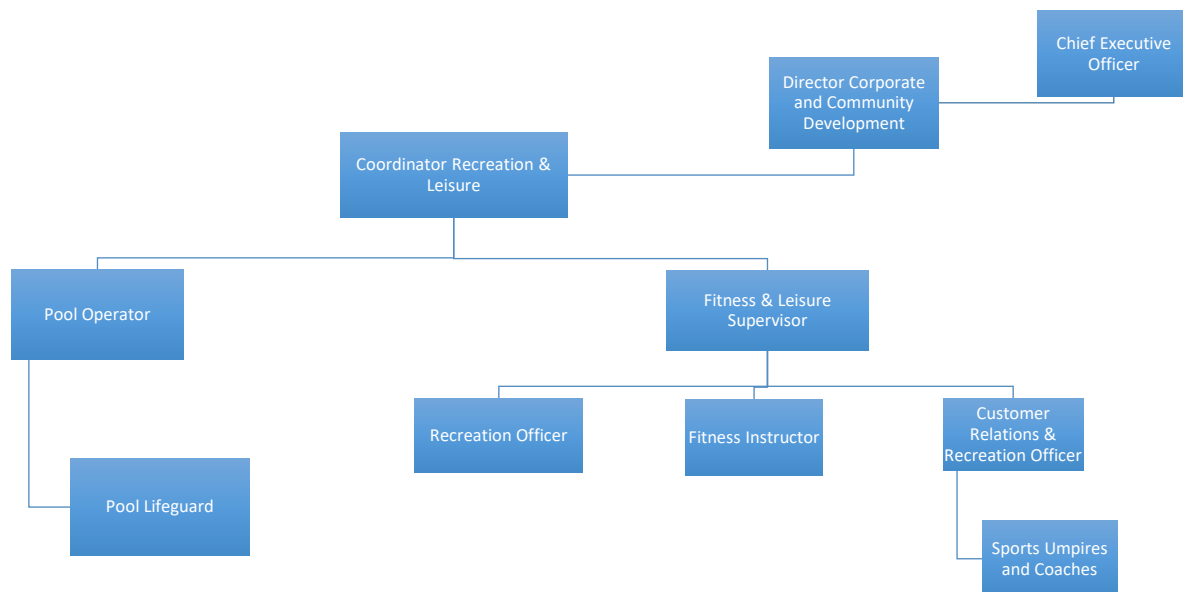 Chief Executive
Officer
Director Corporate
and Community
Development
Coordinator Recreation &
Leisure
Pool Operator
Fitness & Leisure
Supervisor
Recreation Officer
Fitness Instructor
Customer
Relations &
Recreation Officer
Pool Lifeguard
Sports Umpires
and Coaches